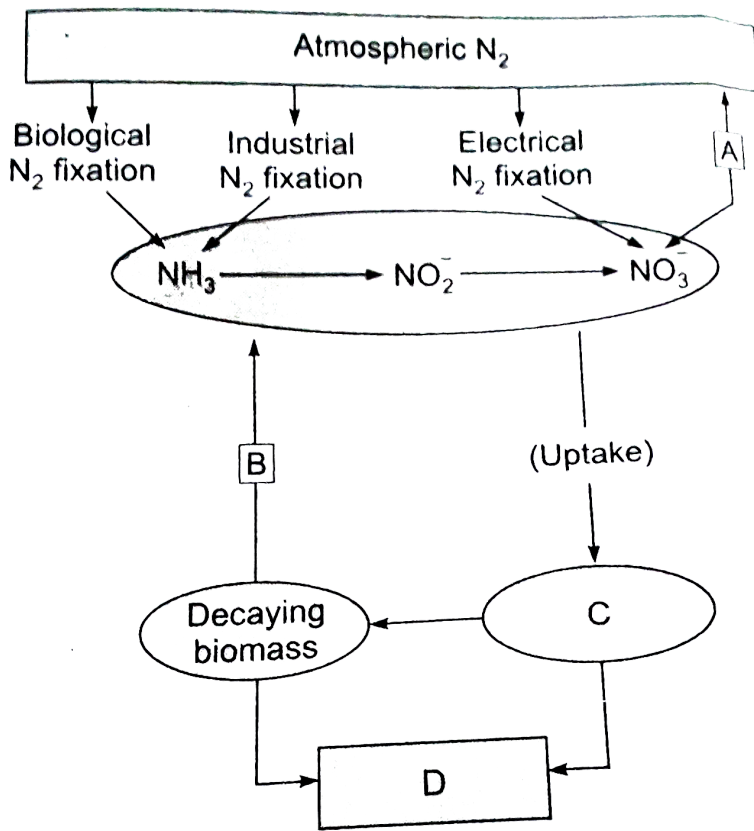 Atmospheric N₂
Biological
N₂ fixation
Industrial
N₂ fixation
Electrical
N₂ fixation
A
NH₃
NO₂⁻
NO₃⁻
B
(Uptake)
Decaying
biomass
C
D